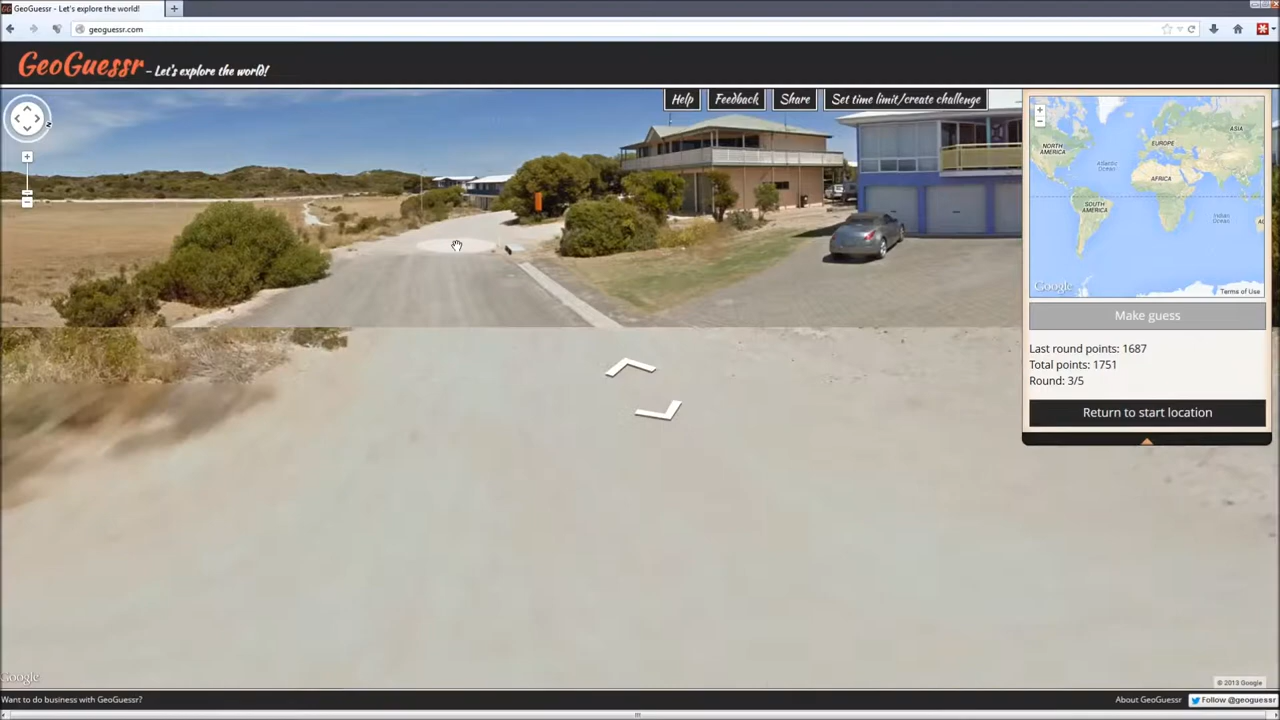 GeoGuessr - Let's explore the world!
geoguessr.com
GeoGuessr - Let's explore the world!
Help
Feedback
Share
Set time limit/create challenge
NORTH AMERICA
Atlantic Ocean
EUROPE
ASIA
AFRICA
SOUTH AMERICA
Indian Ocean
Google
Terms of Use
Make guess
Last round points: 1687
Total points: 1751
Round: 3/5
Return to start location
Google
© 2013 Google
Want to do business with GeoGuessr?
About GeoGuessr
Follow @geoguessr